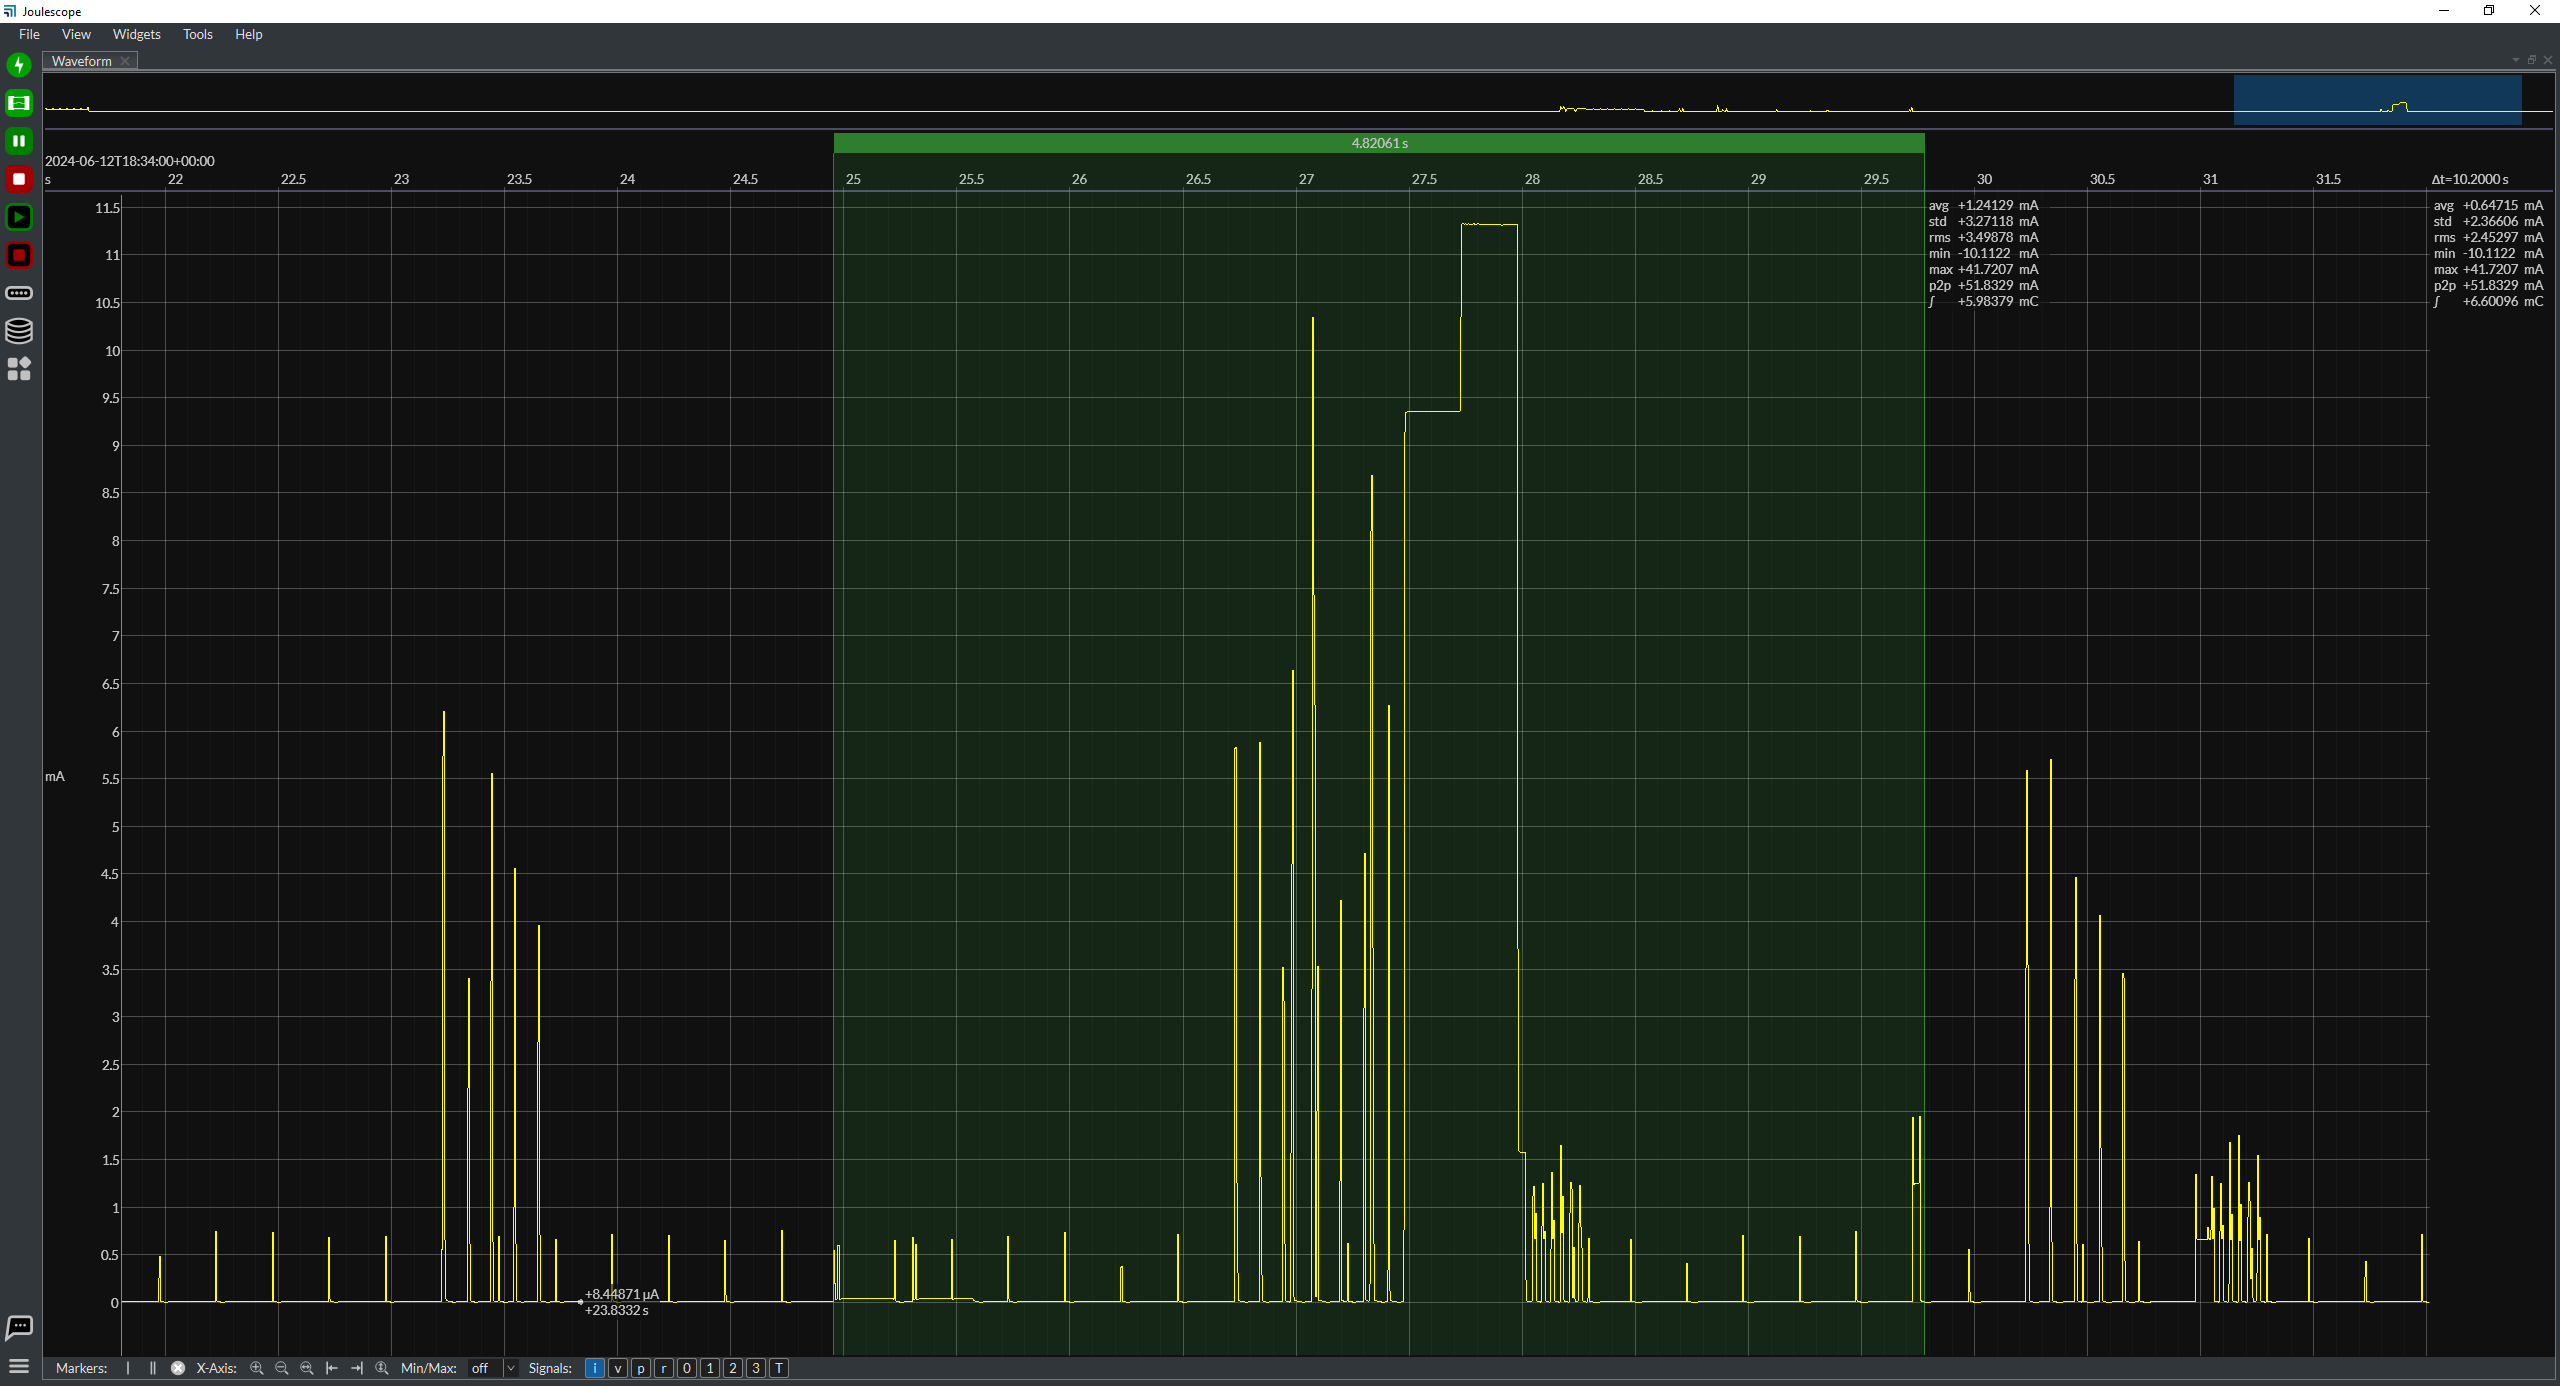 Joulescope
File View Widgets Tools Help
Waveform
4.82061 s
2024-06-12T18:34:00+00:00
s 22 22.5 23 23.5 24 24.5 25 25.5 26 26.5 27 27.5 28 28.5 29 29.5 30 30.5 31 31.5 Δt=10.2000 s
11.5
11
10.5
10
9.5
9
8.5
8
7.5
7
6.5
6
mA
5.5
5
4.5
4
3.5
3
2.5
2
1.5
1
0.5
0
avg +1.24129 mA
std +3.27118 mA
rms +3.49878 mA
min -10.1122 mA
max +41.7207 mA
p2p +51.8329 mA
∫ +5.98379 mC
avg +0.64715 mA
std +2.36606 mA
rms +2.45297 mA
min -10.1122 mA
max +41.7207 mA
p2p +51.8329 mA
∫ +6.60096 mC
+8.44871 µA
+23.8332 s
Markers: X-Axis: Min/Max: off Signals: i v p r 0 1 2 3 T